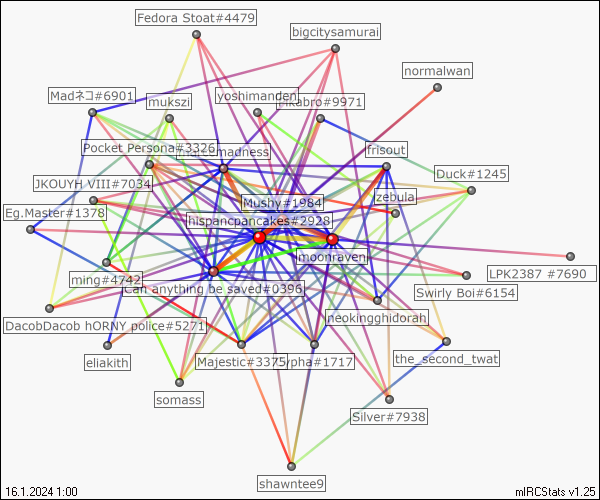 Fedora Stoat#4479
bigcitysamurai
normalwan
Madネコ#6901
mukszi
yoshimanden
kabro#9971
Pocket Persona#3326
madness
frisout
Duck#1245
JKOUYH VIII#7034
Mushy#1984
zebula
Eg.Master#1378
hispancpancakes#2928
moonraven
LPK2387 #7690
ming#4742
Can anything be saved#0396
Swirly Boi#6154
DacobDacob hORNY police#5271
neokingghidorah
eliakith
Majestic#3375
rpha#1717
the_second_twat
somass
Silver#7938
shawntee9
16.1.2024 1:00
mIRCStats v1.25